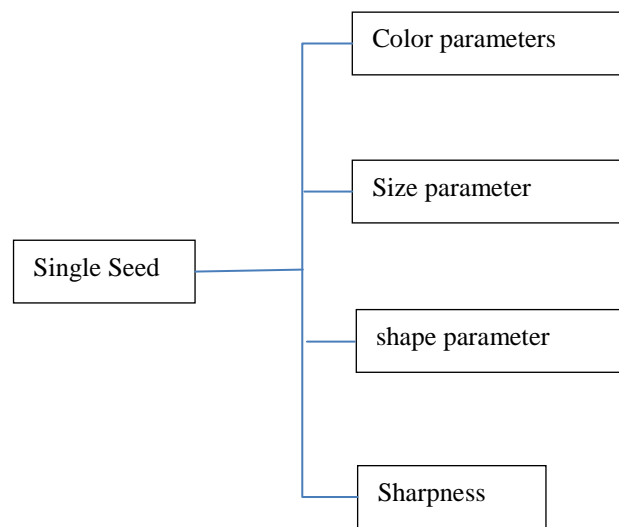 Color parameters
Size parameter
Single Seed
shape parameter
Sharpness